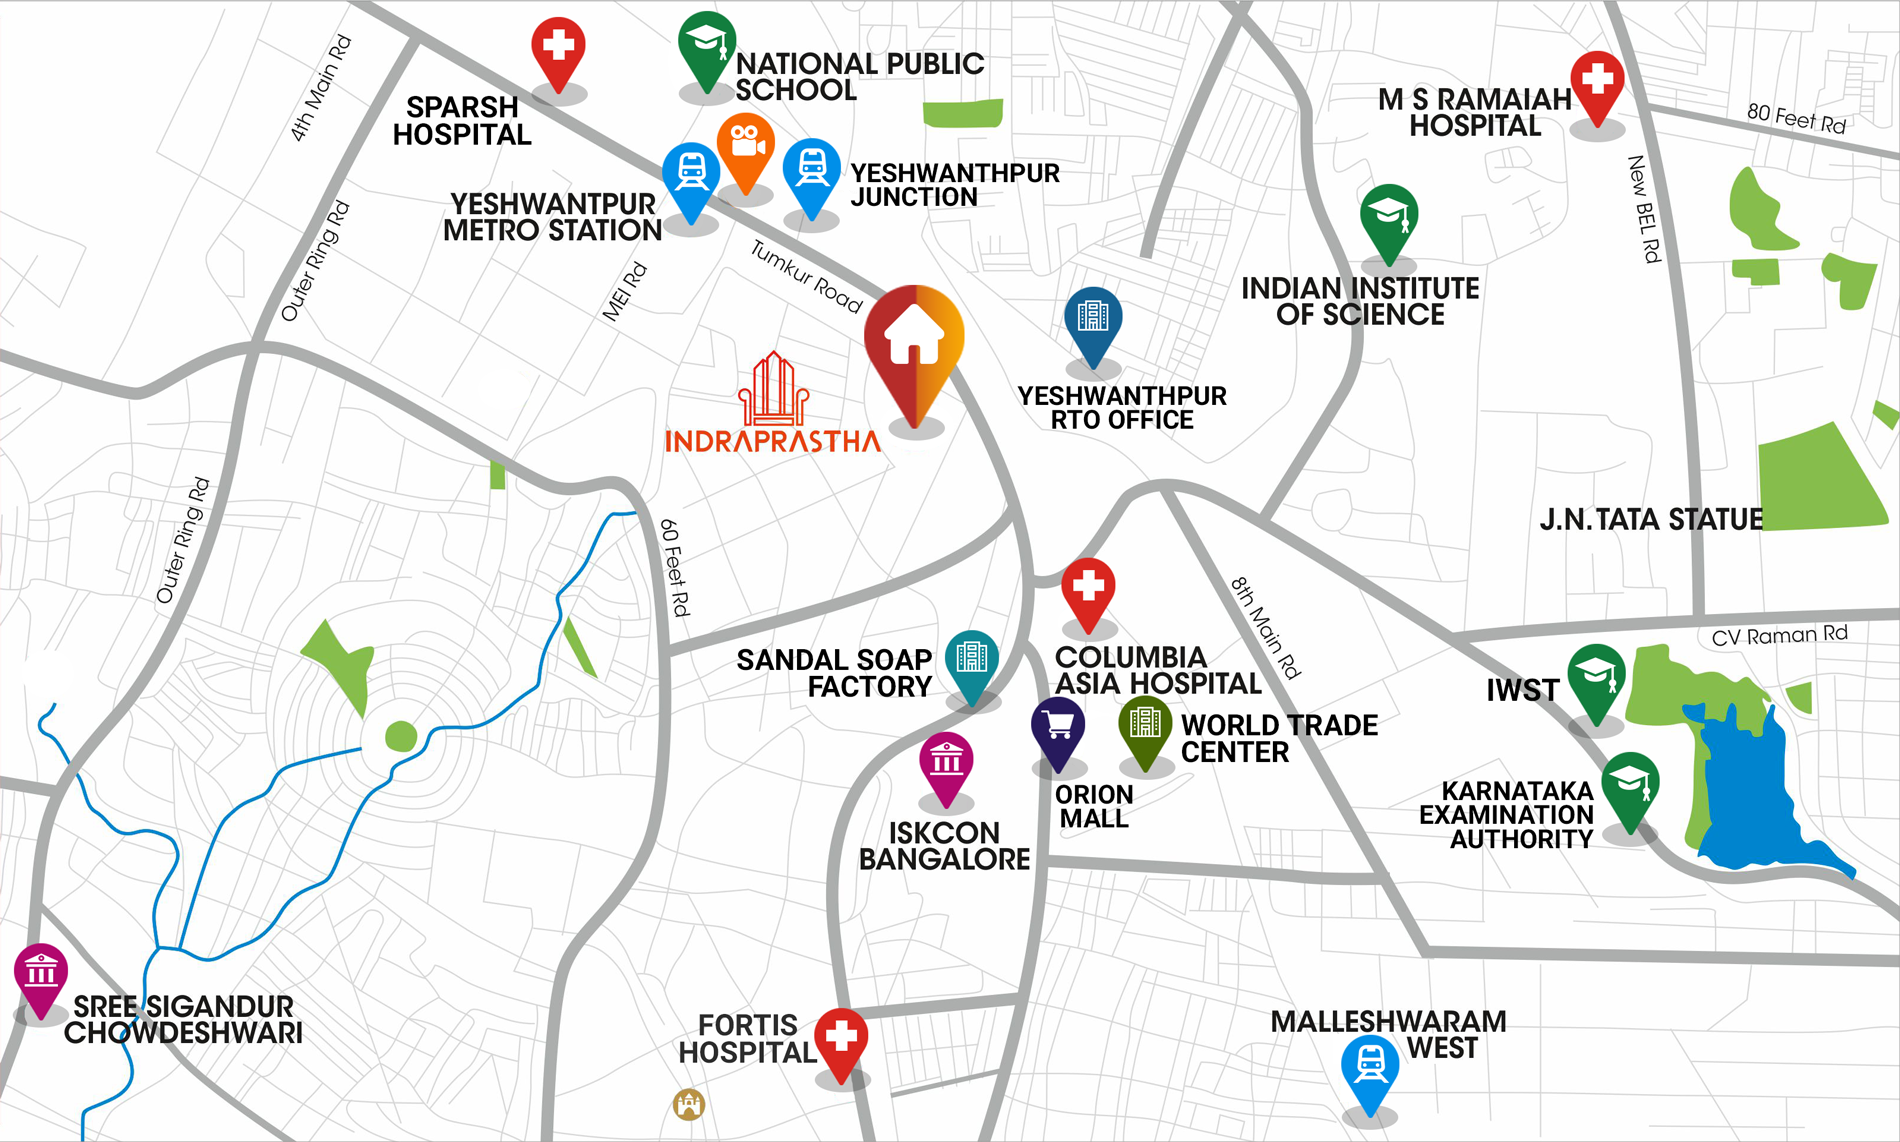 4th Main Rd
SPARSH
HOSPITAL
NATIONAL PUBLIC
SCHOOL
M S RAMAIAH
HOSPITAL
80 Feet Rd
New BEL Rd
YESHWANTHPUR
JUNCTION
YESHWANTPUR
METRO STATION
Outer Ring Rd
MEI Rd
Tumkur Road
INDIAN INSTITUTE
OF SCIENCE
YESHWANTHPUR
RTO OFFICE
INDRAPRASTHA
Outer Ring Rd
60 Feet Rd
J.N.TATA STATUE
8th Main Rd
CV Raman Rd
SANDAL SOAP
FACTORY
COLUMBIA
ASIA HOSPITAL
IWST
WORLD TRADE
CENTER
ORION
MALL
KARNATAKA
EXAMINATION
AUTHORITY
ISKCON
BANGALORE
SREE SIGANDUR
CHOWDESHWARI
FORTIS
HOSPITAL
MALLESHWARAM
WEST